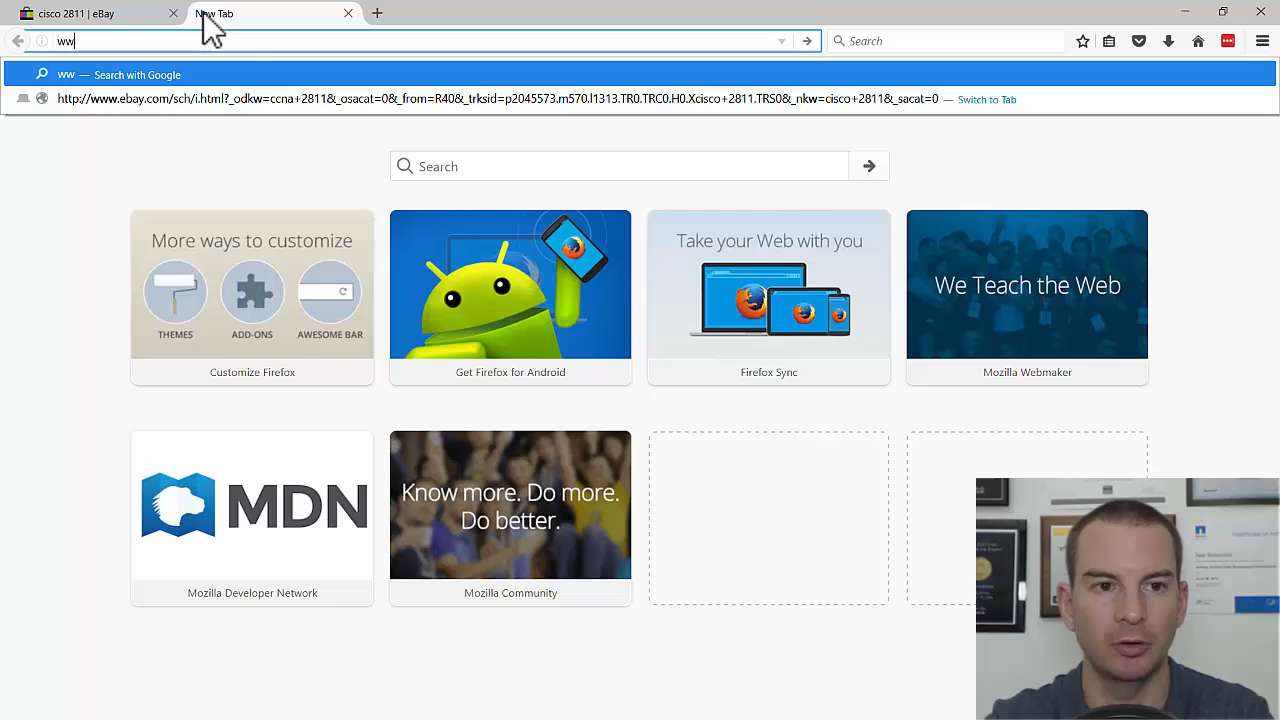 cisco 2811 | eBay
New Tab
ww
Search
ww — Search with Google
http://www.ebay.com/sch/i.html?_odkw=ccna+2811&_osacat=0&_from=R40&_trksid=p2045573.m570.l1313.TR0.TRC0.H0.Xcisco+2811.TRS0&_nkw=cisco+2811&_sacat=0 — Switch to Tab
Search
More ways to customize
THEMES
ADD-ONS
AWESOME BAR
Customize Firefox
Get Firefox for Android
Take your Web with you
Firefox Sync
We Teach the Web
Mozilla Webmaker
MDN
Mozilla Developer Network
Know more. Do more.
Do better.
Mozilla Community